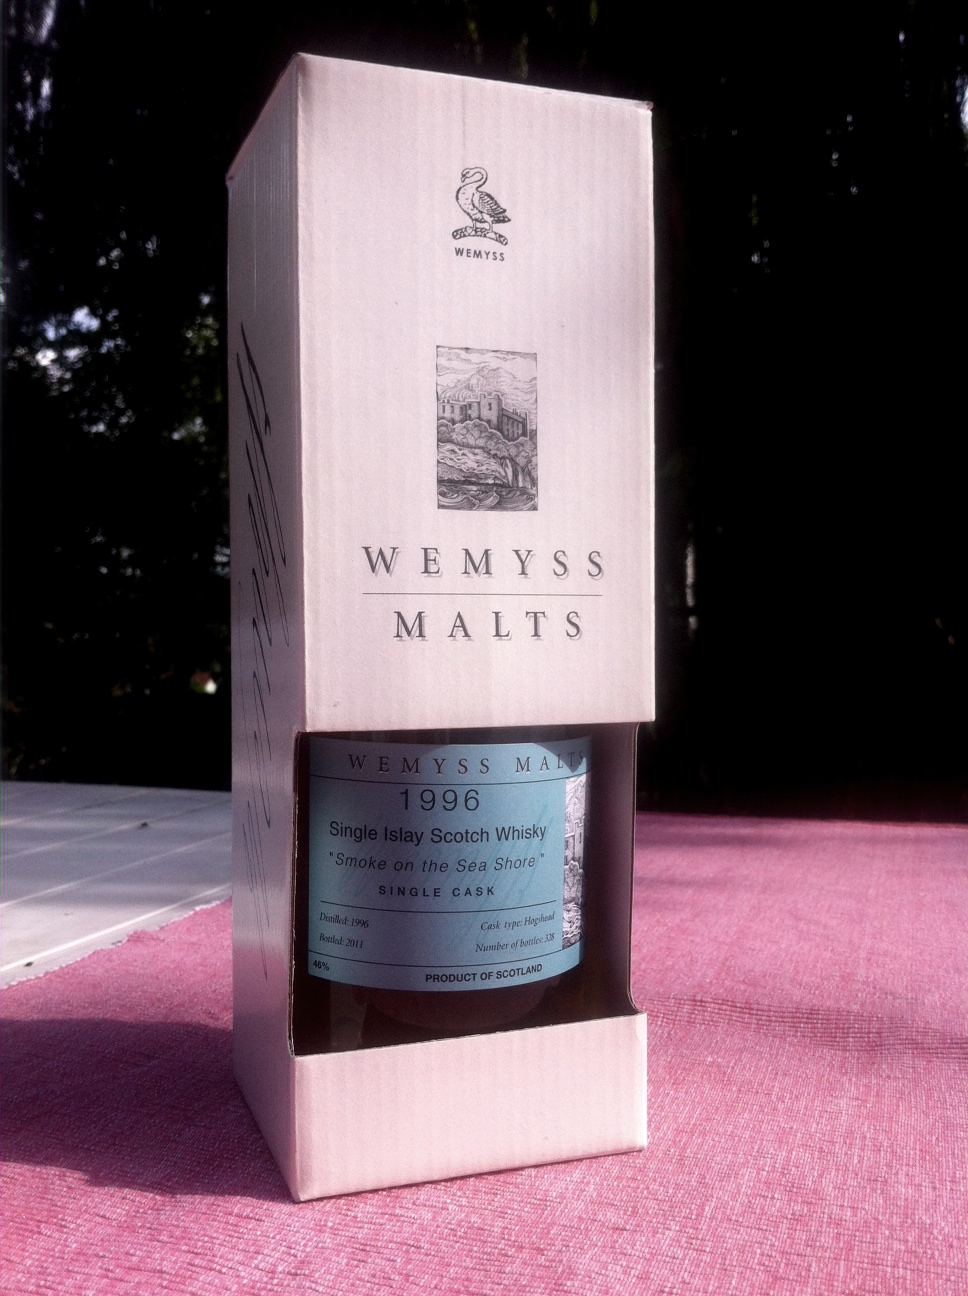 WEMYSS
WEMYSS
MALTS
WEMYSS MALTS
1996
Single Islay Scotch Whisky
"Smoke on the Sea Shore"
SINGLE CASK
Distilled: 1996 Cask type: Hogshead
Bottled: 2011 Number of bottles: 328
46% PRODUCT OF SCOTLAND